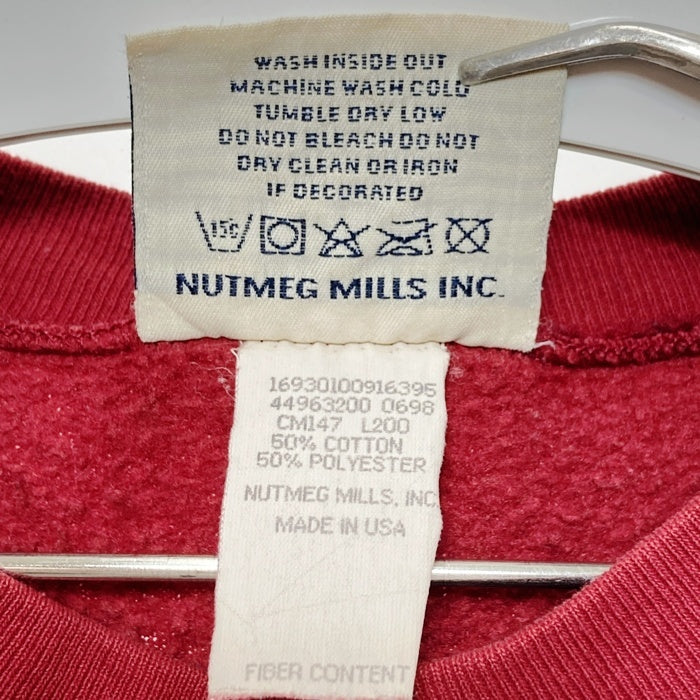 WASH INSIDE OUT
MACHINE WASH COLD
TUMBLE DRY LOW
DO NOT BLEACH DO NOT
DRY CLEAN OR IRON
IF DECORATED
15C
NUTMEG MILLS INC.
16930100916395
44963200 0698
CM147 L200
50% COTTON
50% POLYESTER
NUTMEG MILLS, INC
MADE IN USA
FIBER CONTENT